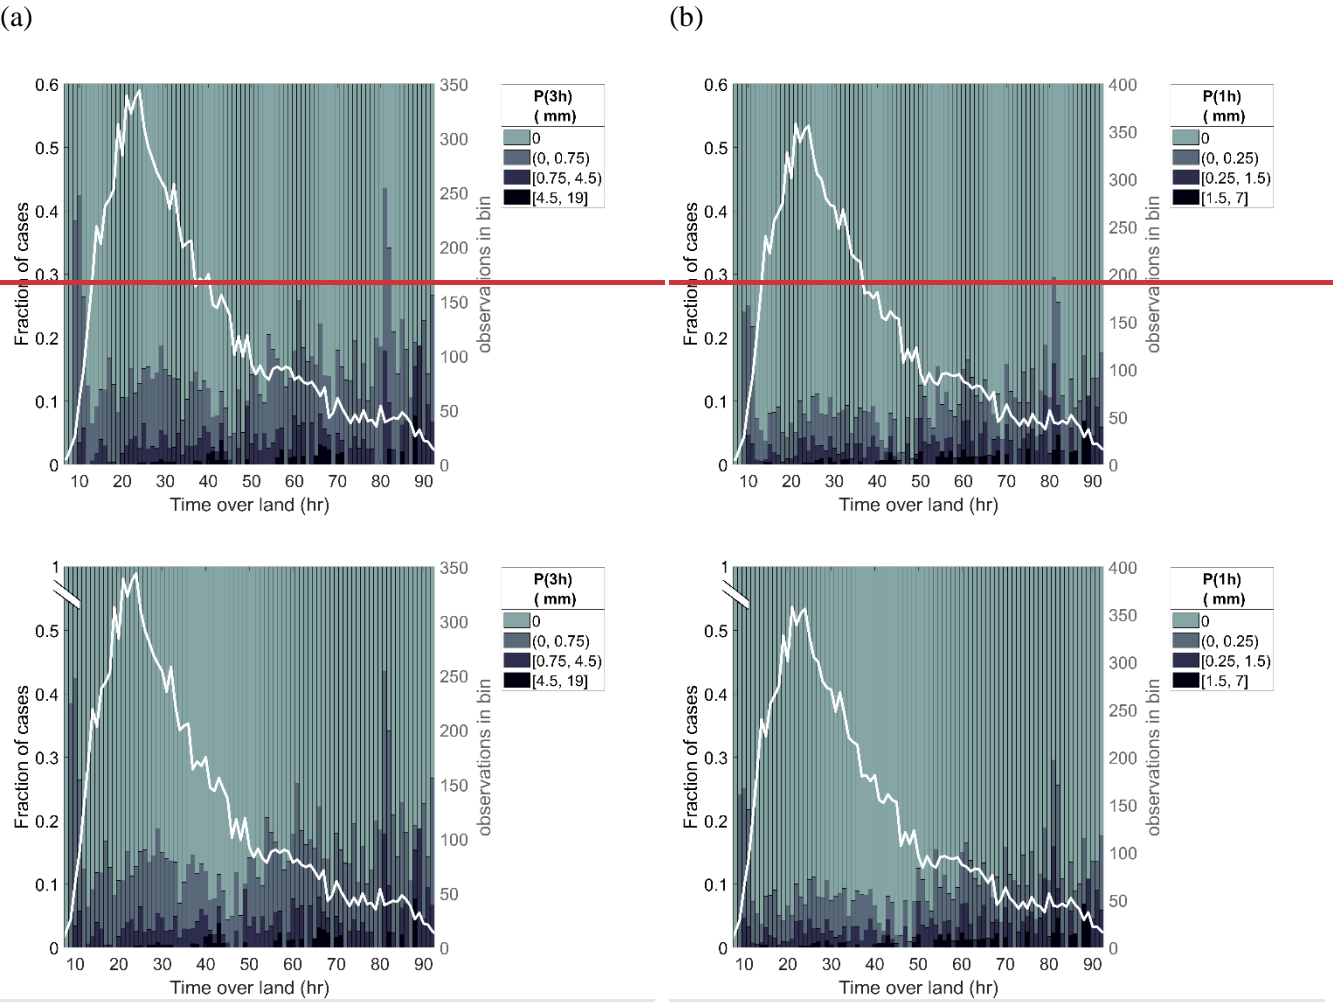 (a) (b)
0.6 350 P(3h) ( mm)
0.5 300 0
0.4 250 (0, 0.75)
0.3 200 [0.75, 4.5)
0.2 150 [4.5, 19]
0.1 100
0 50
0
Fraction of cases
observations in bin
10 20 30 40 50 60 70 80 90
Time over land (hr)
0.6 400 P(1h) ( mm)
0.5 350 0
0.4 300 (0, 0.25)
0.3 250 [0.25, 1.5)
0.2 200 [1.5, 7]
0.1 150
0 100
50
0
Fraction of cases
observations in bin
10 20 30 40 50 60 70 80 90
Time over land (hr)
1 350 P(3h) ( mm)
0.5 300 0
0.4 250 (0, 0.75)
0.3 200 [0.75, 4.5)
0.2 150 [4.5, 19]
0.1 100
0 50
0
Fraction of cases
observations in bin
10 20 30 40 50 60 70 80 90
Time over land (hr)
1 400 P(1h) ( mm)
0.5 350 0
0.4 300 (0, 0.25)
0.3 250 [0.25, 1.5)
0.2 200 [1.5, 7]
0.1 150
0 100
50
0
Fraction of cases
observations in bin
10 20 30 40 50 60 70 80 90
Time over land (hr)